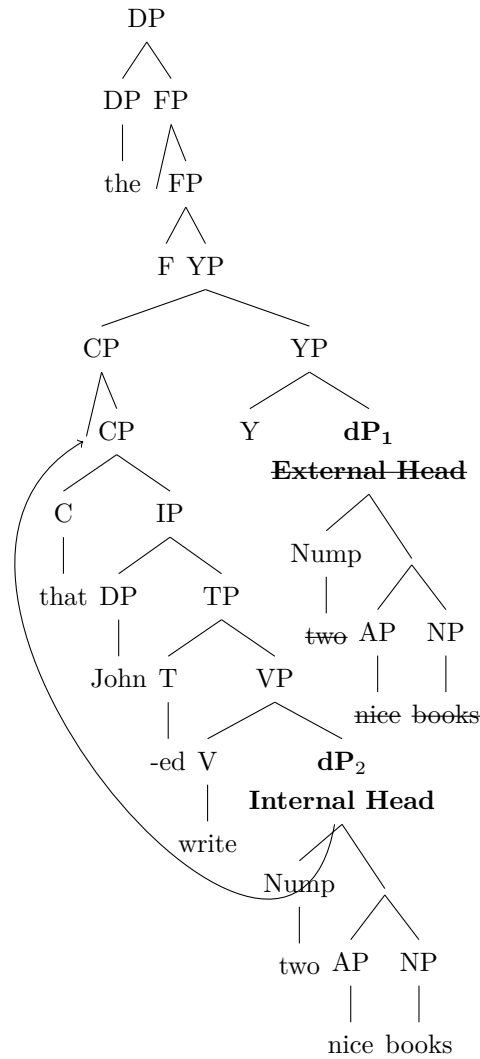 DP
DP FP
the FP
F YP
CP YP
CP Y dP₁
External Head
C IP Nump
that DP TP two AP NP
John T VP nice books
-ed V dP₂
write Internal Head
Nump
two AP NP
nice books